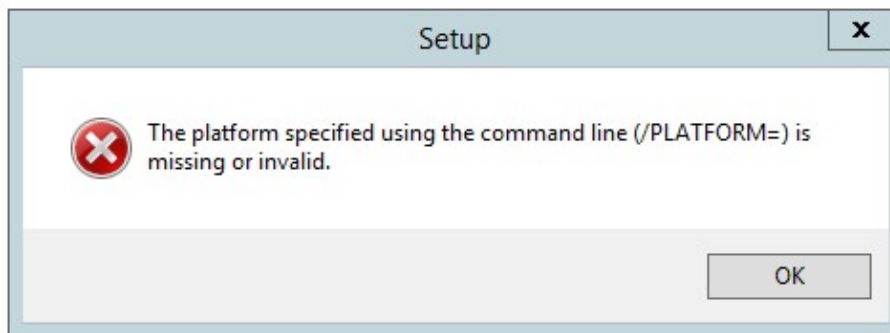 Setup
x
The platform specified using the command line (/PLATFORM=) is
missing or invalid.
OK